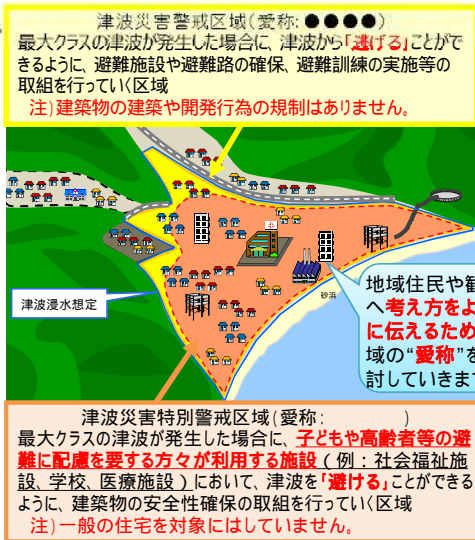 津波災害警戒区域(愛称:●●●●)
最大クラスの津波が発生した場合に、津波から「逃げる」ことがで
きるように、避難施設や避難路の確保、避難訓練の実施等の
取組を行っていく区域
注)建築物の建築や開発行為の規制はありません。
津波浸水想定
砂浜
地域住民や観
へ考え方をよ
に伝えるため
域の“愛称”を
討していきます
津波災害特別警戒区域(愛称: )
最大クラスの津波が発生した場合に、子どもや高齢者等の避
難に配慮を要する方々が利用する施設(例:社会福祉施
設、学校、医療施設)において、津波を「避ける」ことができる
ように、建築物の安全性確保の取組を行っていく区域
注)一般の住宅を対象にはしていません。